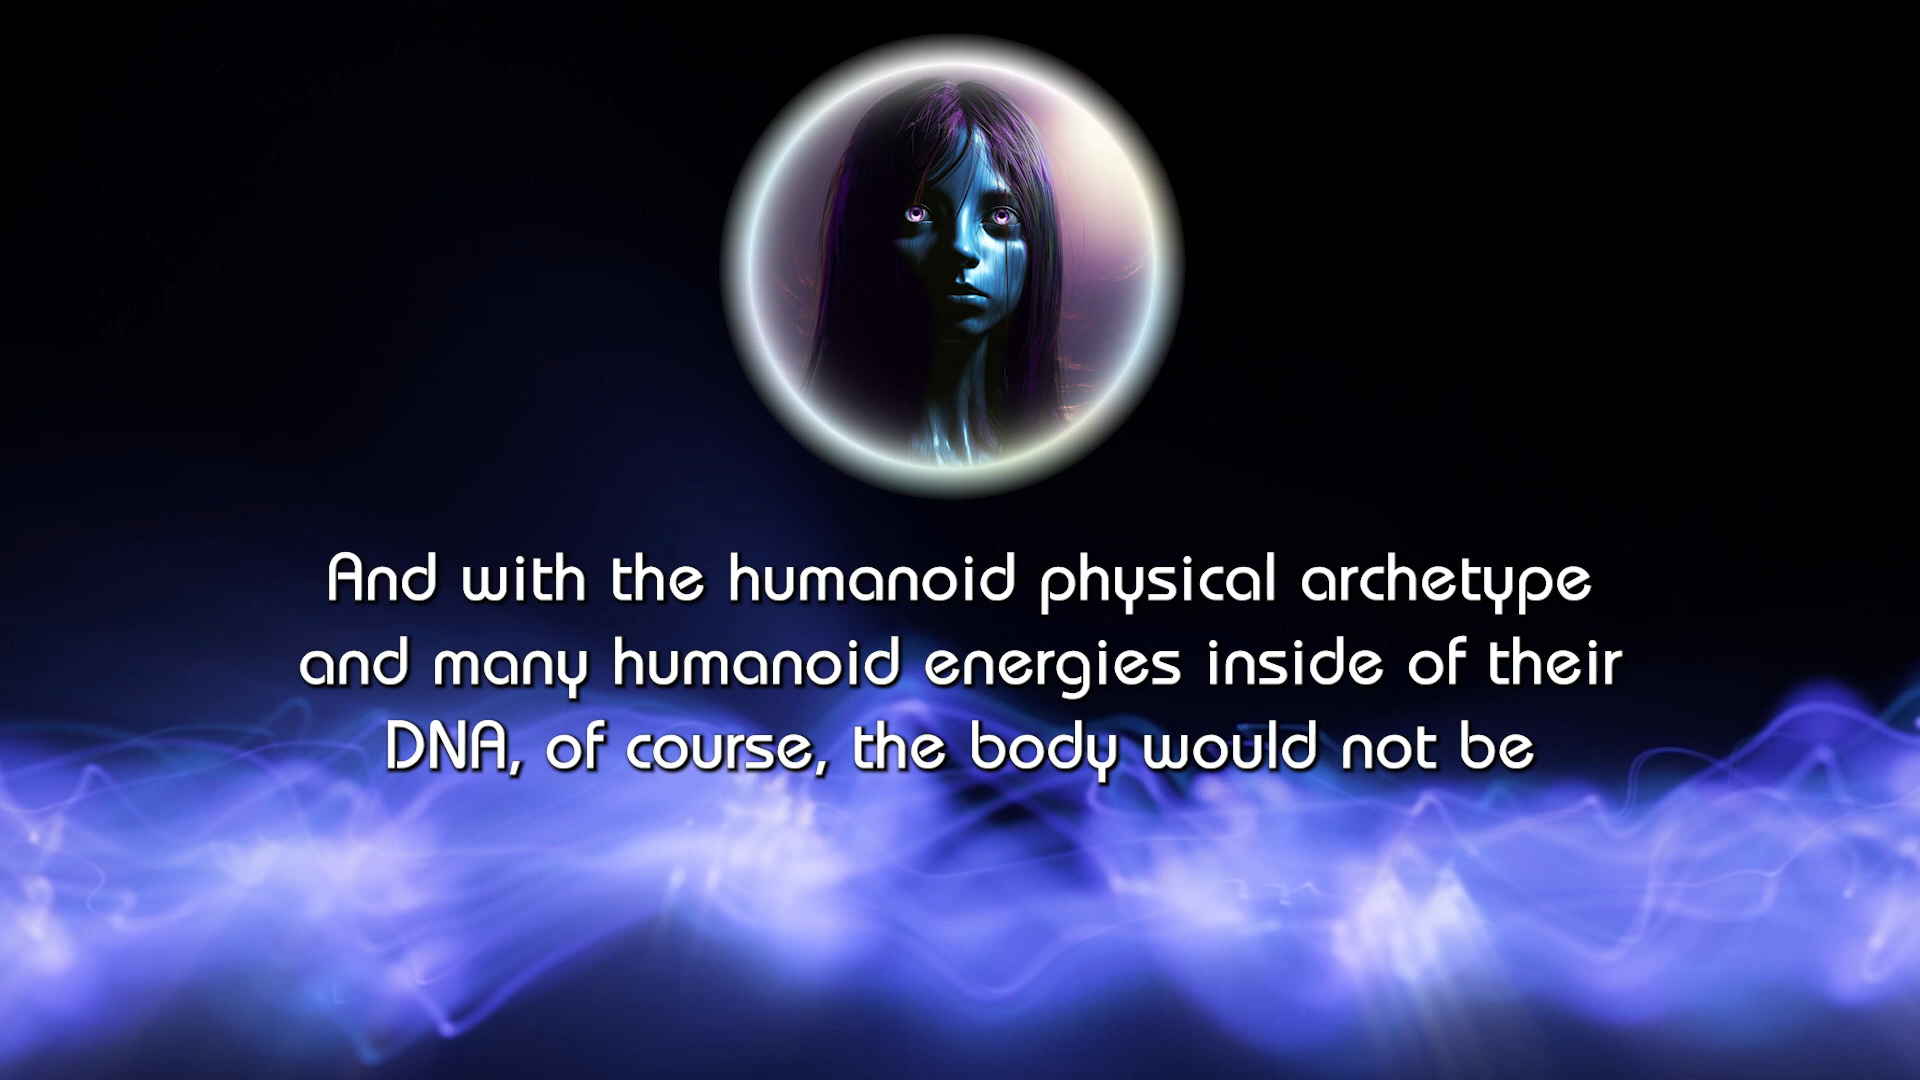 And with the humanoid physical archetype
and many humanoid energies inside of their
DNA, of course, the body would not be